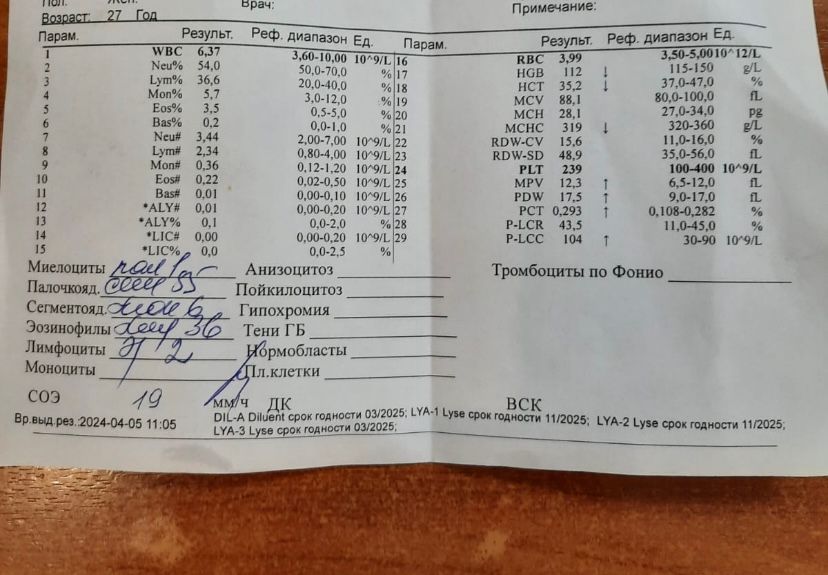 Пол: Жен.
Врач:
Примечание:
Возраст: 27 Год
Парам. Результ. Реф. диапазон Ед. Парам. Результ. Реф. диапазон Ед.
1 WBC 6,37 3,60-10,00 10^9/L 16 RBC 3,99 3,50-5,00 10^12/L
2 Neu% 54,0 50,0-70,0 % 17 HGB 112 ↓ 115-150 g/L
3 Lym% 36,6 20,0-40,0 % 18 HCT 35,2 ↓ 37,0-47,0 %
4 Mon% 5,7 3,0-12,0 % 19 MCV 88,1 80,0-100,0 fL
5 Eos% 3,5 0,5-5,0 % 20 MCH 28,1 27,0-34,0 pg
6 Bas% 0,2 0,0-1,0 % 21 MCHC 319 ↓ 320-360 g/L
7 Neu# 3,44 2,00-7,00 10^9/L 22 RDW-CV 15,6 11,0-16,0 %
8 Lym# 2,34 0,80-4,00 10^9/L 23 RDW-SD 48,9 35,0-56,0 fL
9 Mon# 0,36 0,12-1,20 10^9/L 24 PLT 239 100-400 10^9/L
10 Eos# 0,22 0,02-0,50 10^9/L 25 MPV 12,3 ↑ 6,5-12,0 fL
11 Bas# 0,01 0,00-0,10 10^9/L 26 PDW 17,5 ↑ 9,0-17,0 fL
12 *ALY# 0,01 0,00-0,20 10^9/L 27 PCT 0,293 ↑ 0,108-0,282 %
13 *ALY% 0,1 0,0-2,0 % 28 P-LCR 43,5 11,0-45,0 %
14 *LIC# 0,00 0,00-0,20 10^9/L 29 P-LCC 104 ↑ 30-90 10^9/L
15 *LIC% 0,0 0,0-2,5 %
Миелоциты Анизоцитоз Тромбоциты по Фонио
Палочкояд. 55 Пойкилоцитоз
Сегментояд. 6 Гипохромия
Эозинофилы 36 Тени ГБ
Лимфоциты э 2 Нормобласты
Моноциты Пл.клетки
СОЭ 19 мм/ч ДК ВСК
Вр.выд.рез.:2024-04-05 11:05 DIL-A Diluent срок годности 03/2025; LYA-1 Lyse срок годности 11/2025; LYA-2 Lyse срок годности 11/2025;
LYA-3 Lyse срок годности 03/2025;